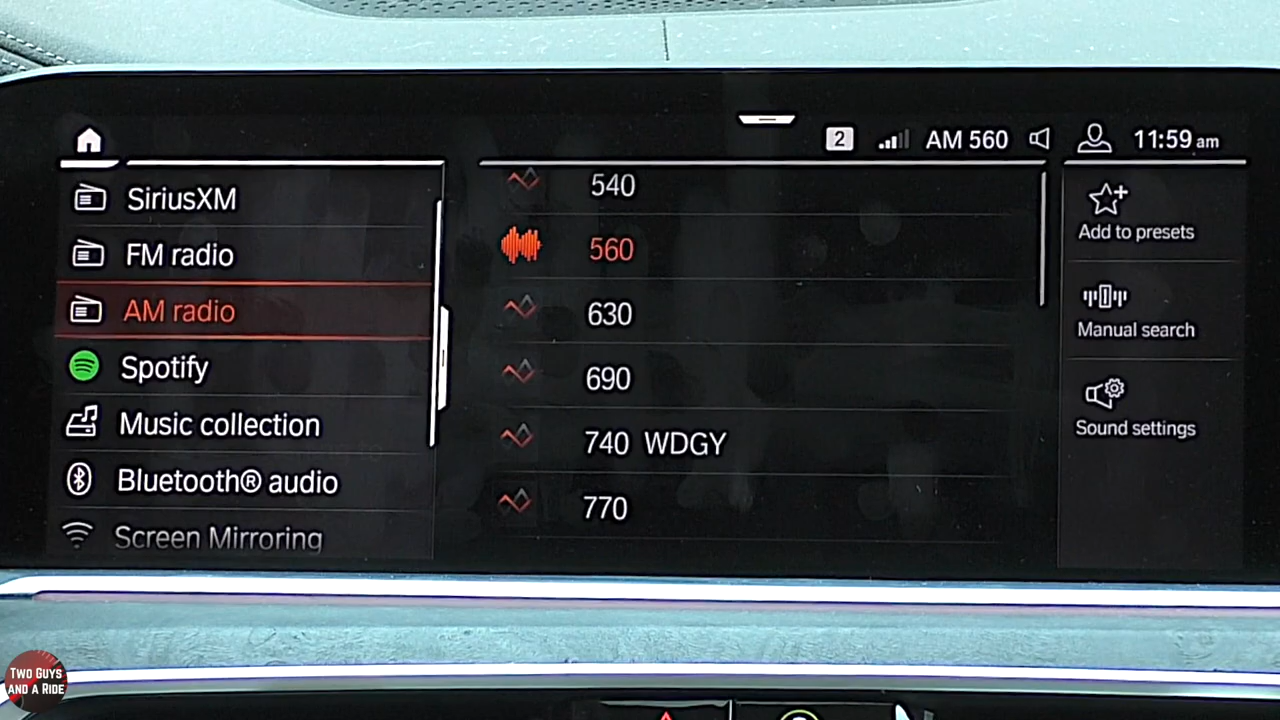 2 AM 560 11:59 am
SiriusXM
FM radio
AM radio
Spotify
Music collection
Bluetooth® audio
Screen Mirroring
540
560
630
690
740 WDGY
770
Add to presets
Manual search
Sound settings
TWO GUYS
AND A RIDE